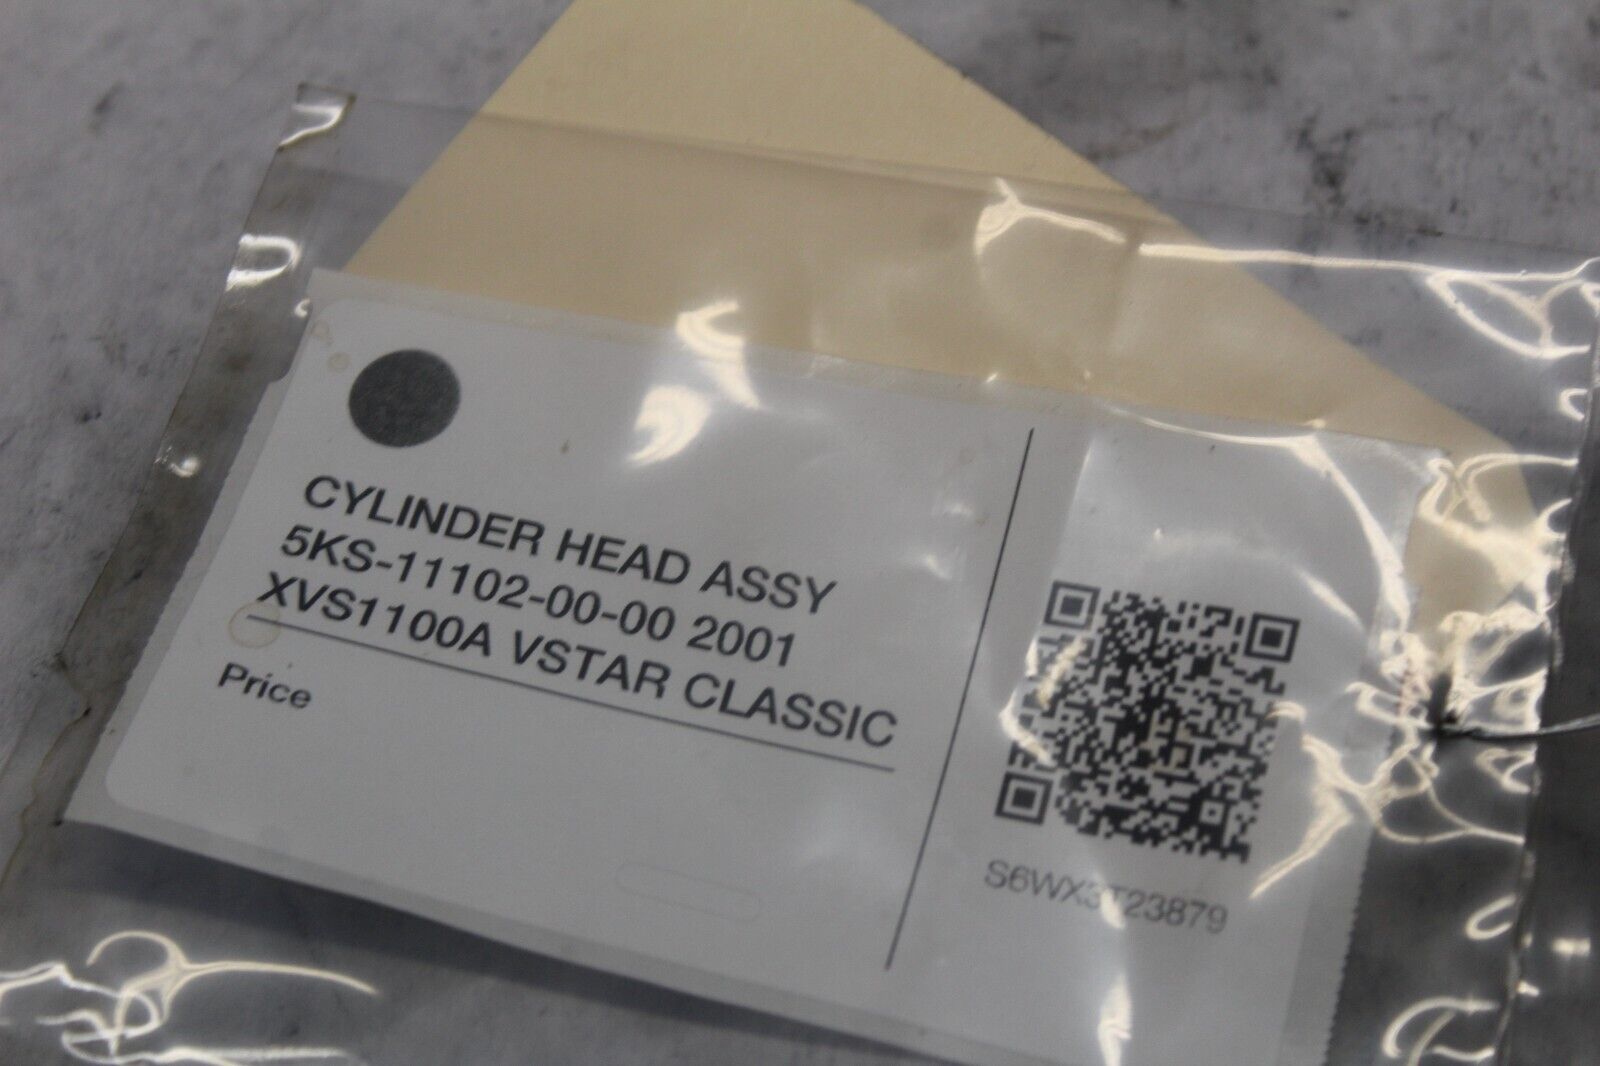 CYLINDER HEAD ASSY
5KS-11102-00-00 2001
XVS1100A VSTAR CLASSIC
Price
S6WX3T23879